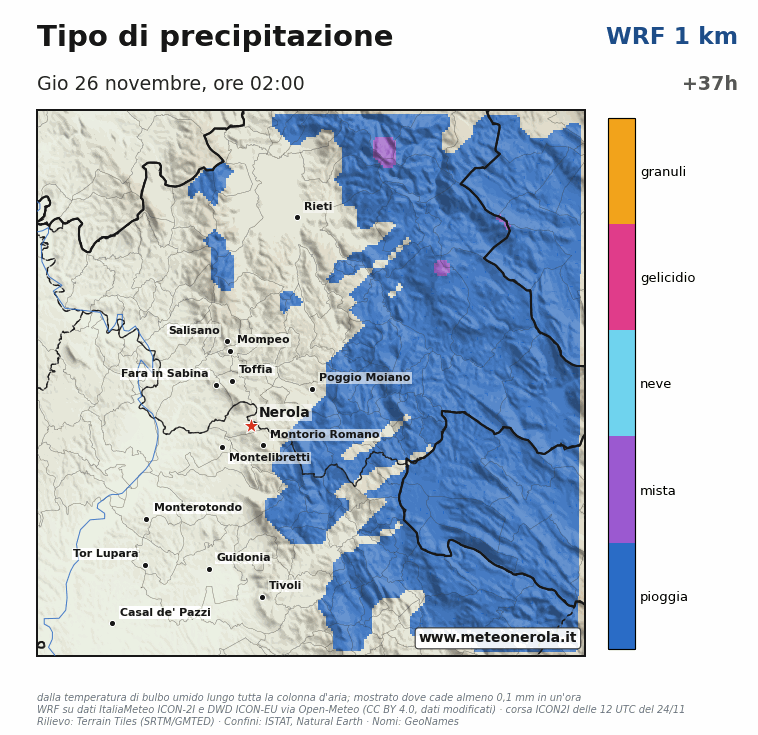 Tipo di precipitazione
WRF 1 km
Gio 26 novembre, ore 02:00
+37h
granuli
gelicidio
neve
mista
pioggia
Rieti
Salisano
Mompeo
Fara in Sabina
Toffia
Poggio Moiano
Nerola
Montorio Romano
Montelibretti
Monterotondo
Tor Lupara
Guidonia
Tivoli
Casal de' Pazzi
www.meteonerola.it
dalla temperatura di bulbo umido lungo tutta la colonna d'aria; mostrato dove cade almeno 0,1 mm in un'ora
WRF su dati ItaliaMeteo ICON-2I e DWD ICON-EU via Open-Meteo (CC BY 4.0, dati modificati) · corsa ICON2I delle 12 UTC del 24/11
Rilievo: Terrain Tiles (SRTM/GMTED) · Confini: ISTAT, Natural Earth · Nomi: GeoNames